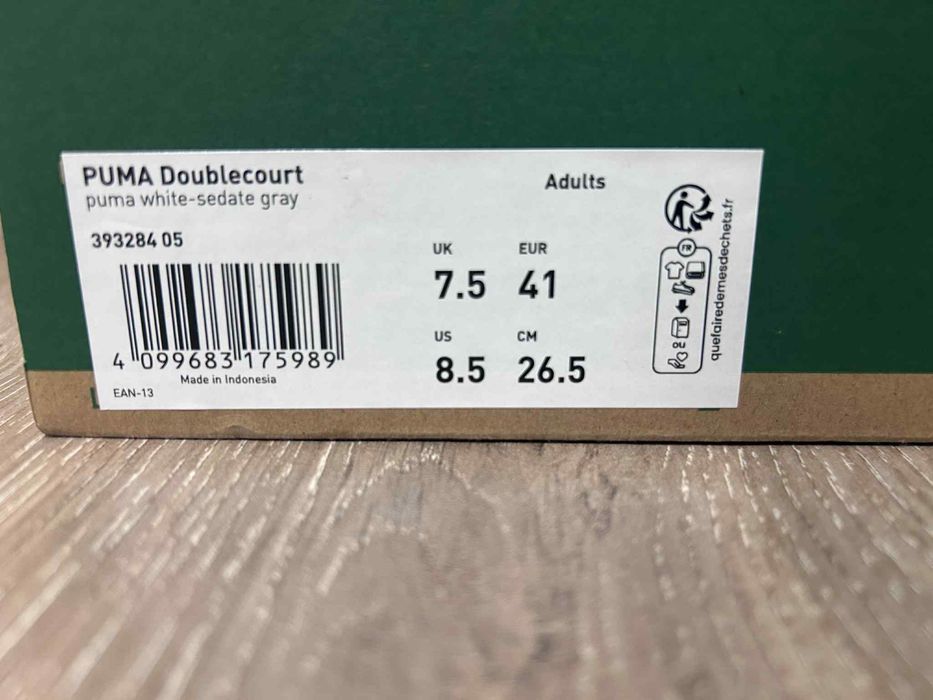 PUMA Doublecourt
puma white-sedate gray
Adults
393284 05
4 099683 175989
Made in Indonesia
EAN-13
UK EUR
7.5 41
US CM
8.5 26.5
FR
OU
quefairedemesdechets.fr